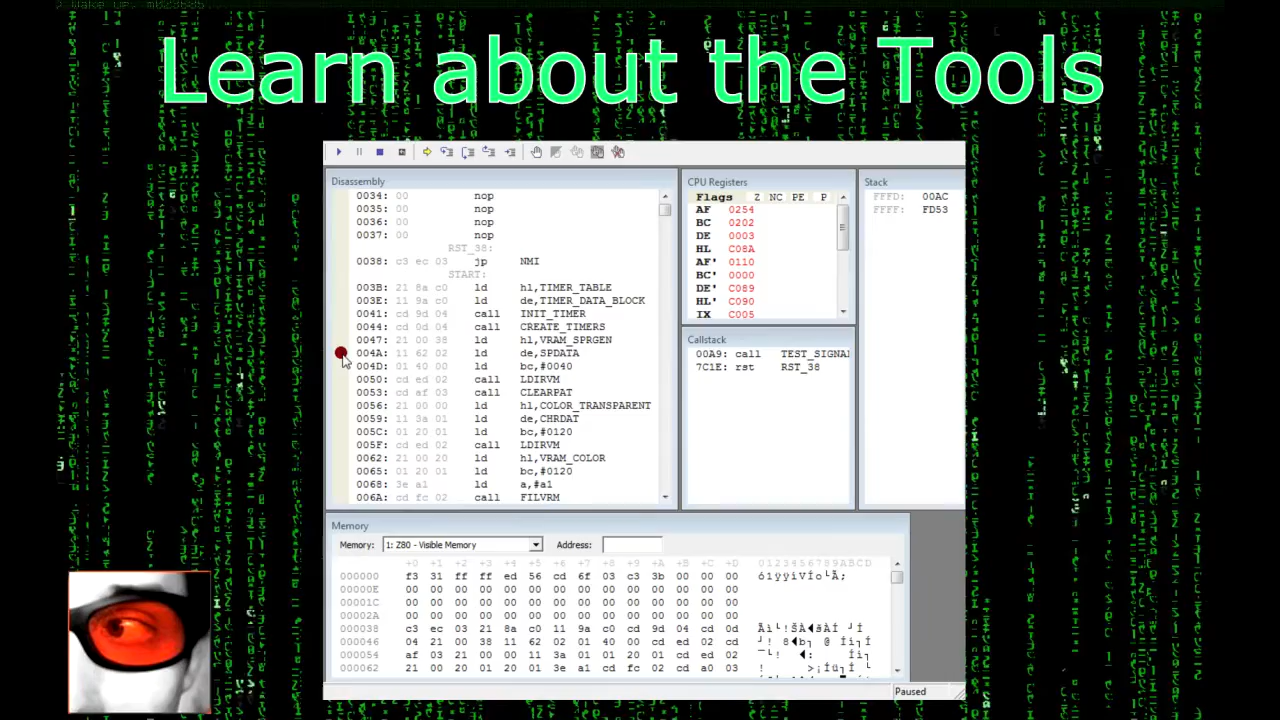 Learn about the Tools
Disassembly
0034: 00 nop
0035: 00 nop
0036: 00 nop
0037: 00 nop
RST_38:
0038: c3 ec 03 jp NMI
START:
003B: 21 8a c0 ld hl,TIMER_TABLE
003E: 11 9a c0 ld de,TIMER_DATA_BLOCK
0041: cd 9d 04 call INIT_TIMER
0044: cd 0d 04 call CREATE_TIMERS
0047: 21 00 38 ld hl,VRAM_SPRGEN
004A: 11 62 02 ld de,SPDATA
004D: 01 40 00 ld bc,#0040
0050: cd ed 02 call LDIRVM
0053: cd af 03 call CLEARPAT
0056: 21 00 00 ld hl,COLOR_TRANSPARENT
0059: 11 3a 01 ld de,CHRDAT
005C: 01 20 01 ld bc,#0120
005F: cd ed 02 call LDIRVM
0062: 21 00 20 ld hl,VRAM_COLOR
0065: 01 20 01 ld bc,#0120
0068: 3e a1 ld a,#a1
006A: cd fc 02 call FILVRM
CPU Registers
Flags Z NC PE P
AF 0254
BC 0202
DE 0003
HL C08A
AF' 0110
BC' 0000
DE' C089
HL' C090
IX C005
Callstack
00A9: call TEST_SIGNAL
7C1E: rst RST_38
Stack
FFFD: 00AC
FFFF: FD53
Memory
Memory: 1: Z80 - Visible Memory Address:
+0 +1 +2 +3 +4 +5 +6 +7 +8 +9 +A +B +C +D 0123456789ABCD
000000 f3 31 ff ff ed 56 cd 6f 03 c3 3b 00 00 00
00000E 00 00 00 00 00 00 00 00 00 00 00 00 00 00
00001C 00 00 00 00 00 00 00 00 00 00 00 00 00 00
00002A 00 00 00 00 00 00 00 00 00 00 00 00 00 00
000038 c3 ec 03 21 8a c0 11 9a c0 cd 9d 04 cd 0d
000046 04 21 00 38 11 62 02 01 40 00 cd ed 02 cd
000054 af 03 21 00 00 11 3a 01 01 20 01 cd ed 02
000062 21 00 20 01 20 01 3e a1 cd fc 02 cd a0 03
Paused